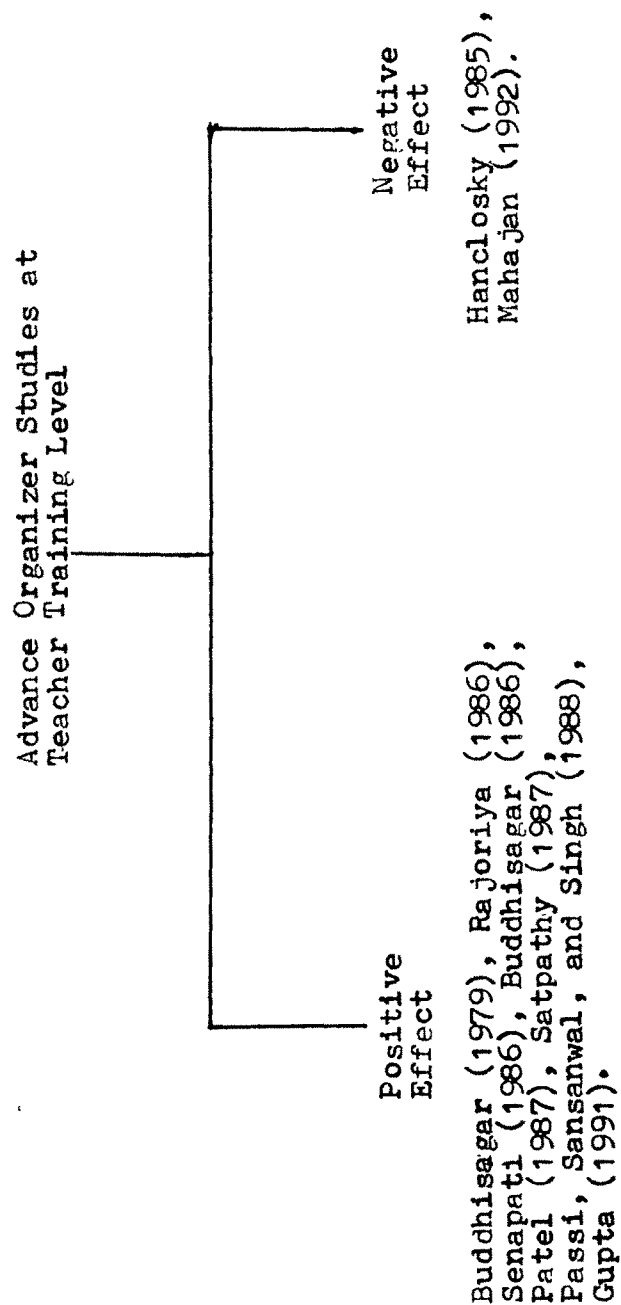 Advance Organizer Studies at
Teacher Training Level
Positive
Effect
Buddhisagar (1979), Rajoriya (1986),
Senapati (1986), Buddhisagar (1986),
Patel (1987), Satpathy (1987),
Passi, Sansanwal, and Singh (1988),
Gupta (1991).
Negative
Effect
Hanclosky (1985),
Mahajan (1992).